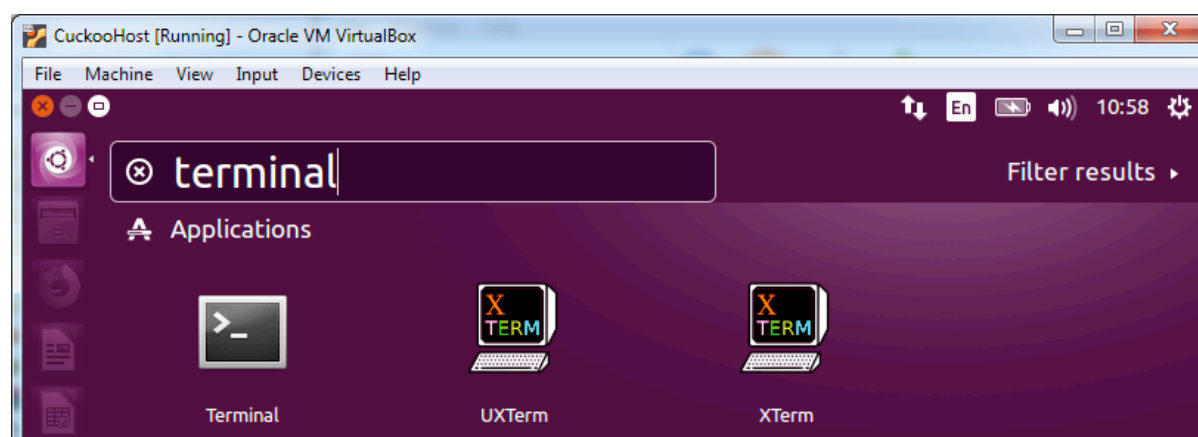 CuckooHost [Running] - Oracle VM VirtualBox
File Machine View Input Devices Help
En 10:58
terminal
Filter results
Applications
>_
X TERM X TERM
Terminal UXTerm XTerm